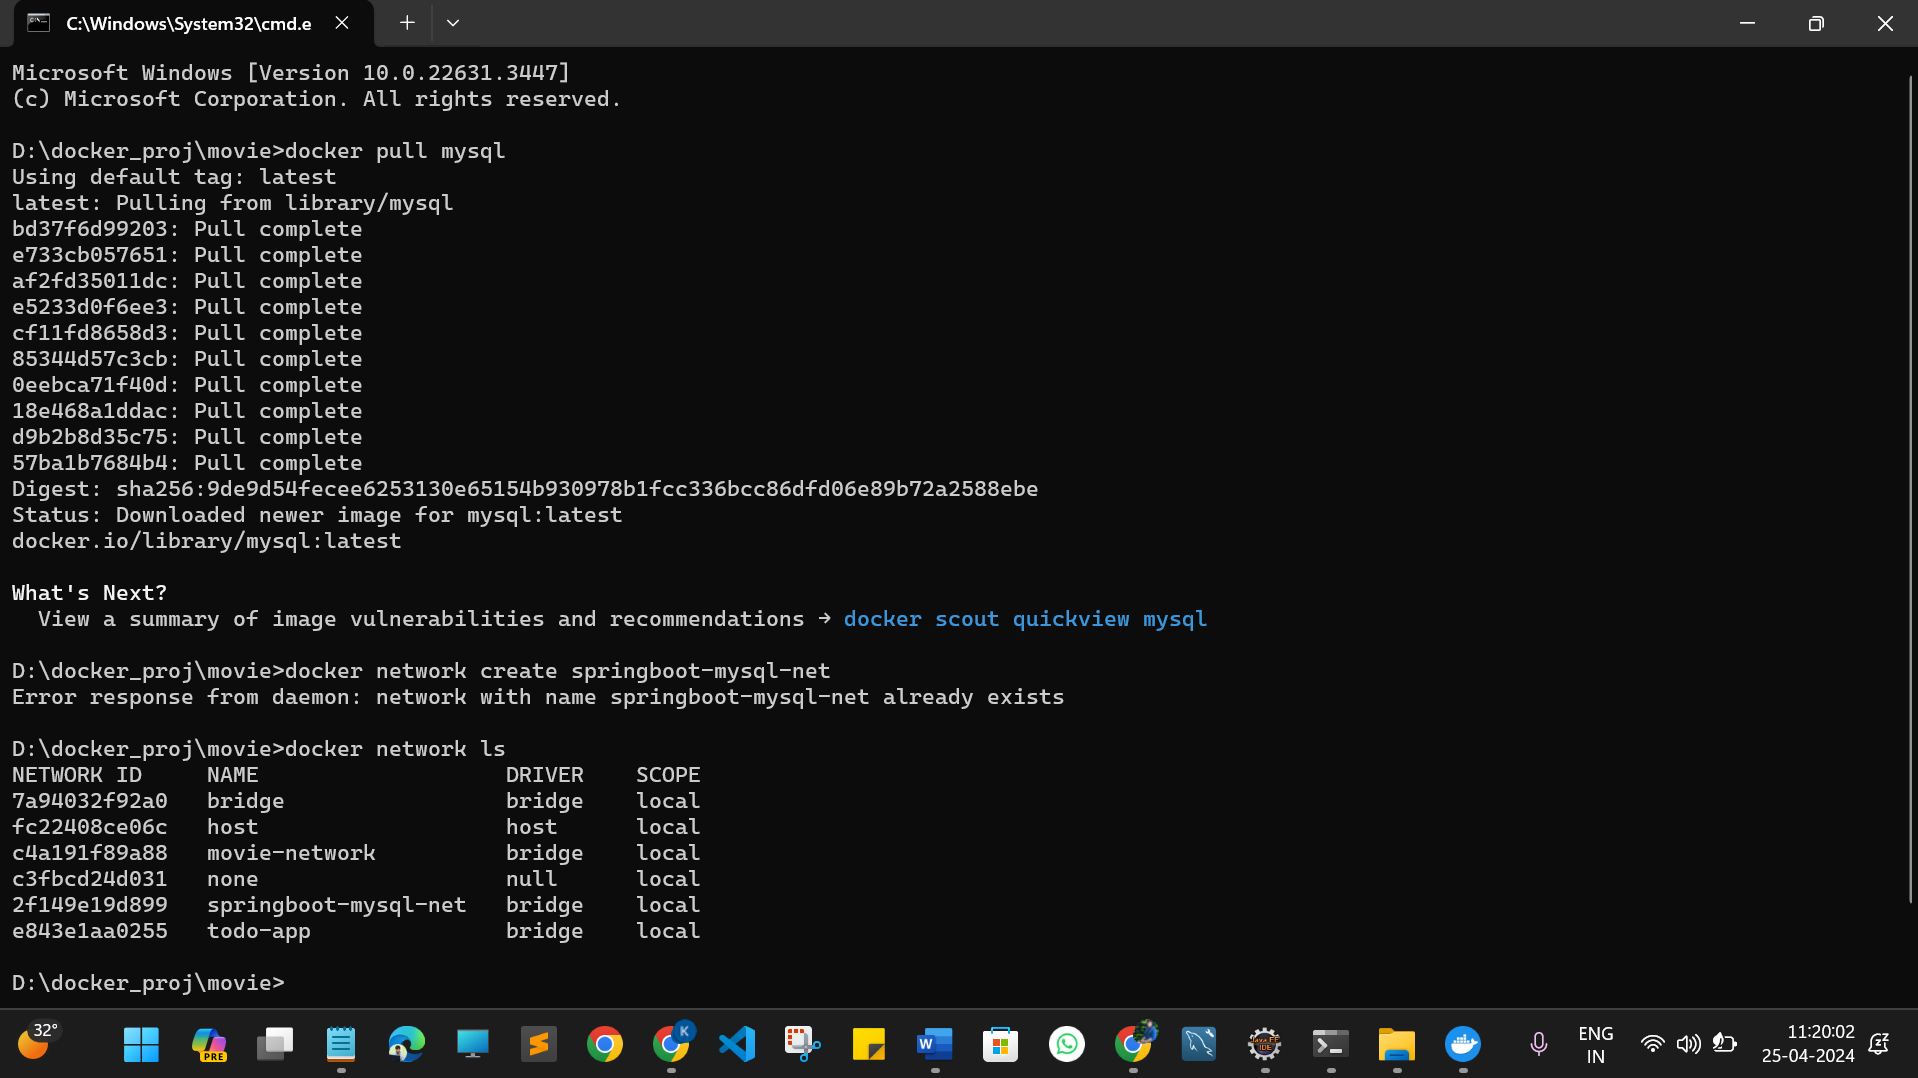 C:\Windows\System32\cmd.e
Microsoft Windows [Version 10.0.22631.3447]
(c) Microsoft Corporation. All rights reserved.
D:\docker_proj\movie>docker pull mysql
Using default tag: latest
latest: Pulling from library/mysql
bd37f6d99203: Pull complete
e733cb057651: Pull complete
af2fd35011dc: Pull complete
e5233d0f6ee3: Pull complete
cf11fd8658d3: Pull complete
85344d57c3cb: Pull complete
0eebca71f40d: Pull complete
18e468a1ddac: Pull complete
d9b2b8d35c75: Pull complete
57ba1b7684b4: Pull complete
Digest: sha256:9de9d54fecee6253130e65154b930978b1fcc336bcc86dfd06e89b72a2588ebe
Status: Downloaded newer image for mysql:latest
docker.io/library/mysql:latest
What's Next?
View a summary of image vulnerabilities and recommendations → docker scout quickview mysql
D:\docker_proj\movie>docker network create springboot-mysql-net
Error response from daemon: network with name springboot-mysql-net already exists
D:\docker_proj\movie>docker network ls
NETWORK ID NAME DRIVER SCOPE
7a94032f92a0 bridge bridge local
fc22408ce06c host host local
c4a191f89a88 movie-network bridge local
c3fbcd24d031 none null local
2f149e19d899 springboot-mysql-net bridge local
e843e1aa0255 todo-app bridge local
D:\docker_proj\movie>
32°
PRE
K
W
Java EE
IDE
ENG
IN
11:20:02
25-04-2024